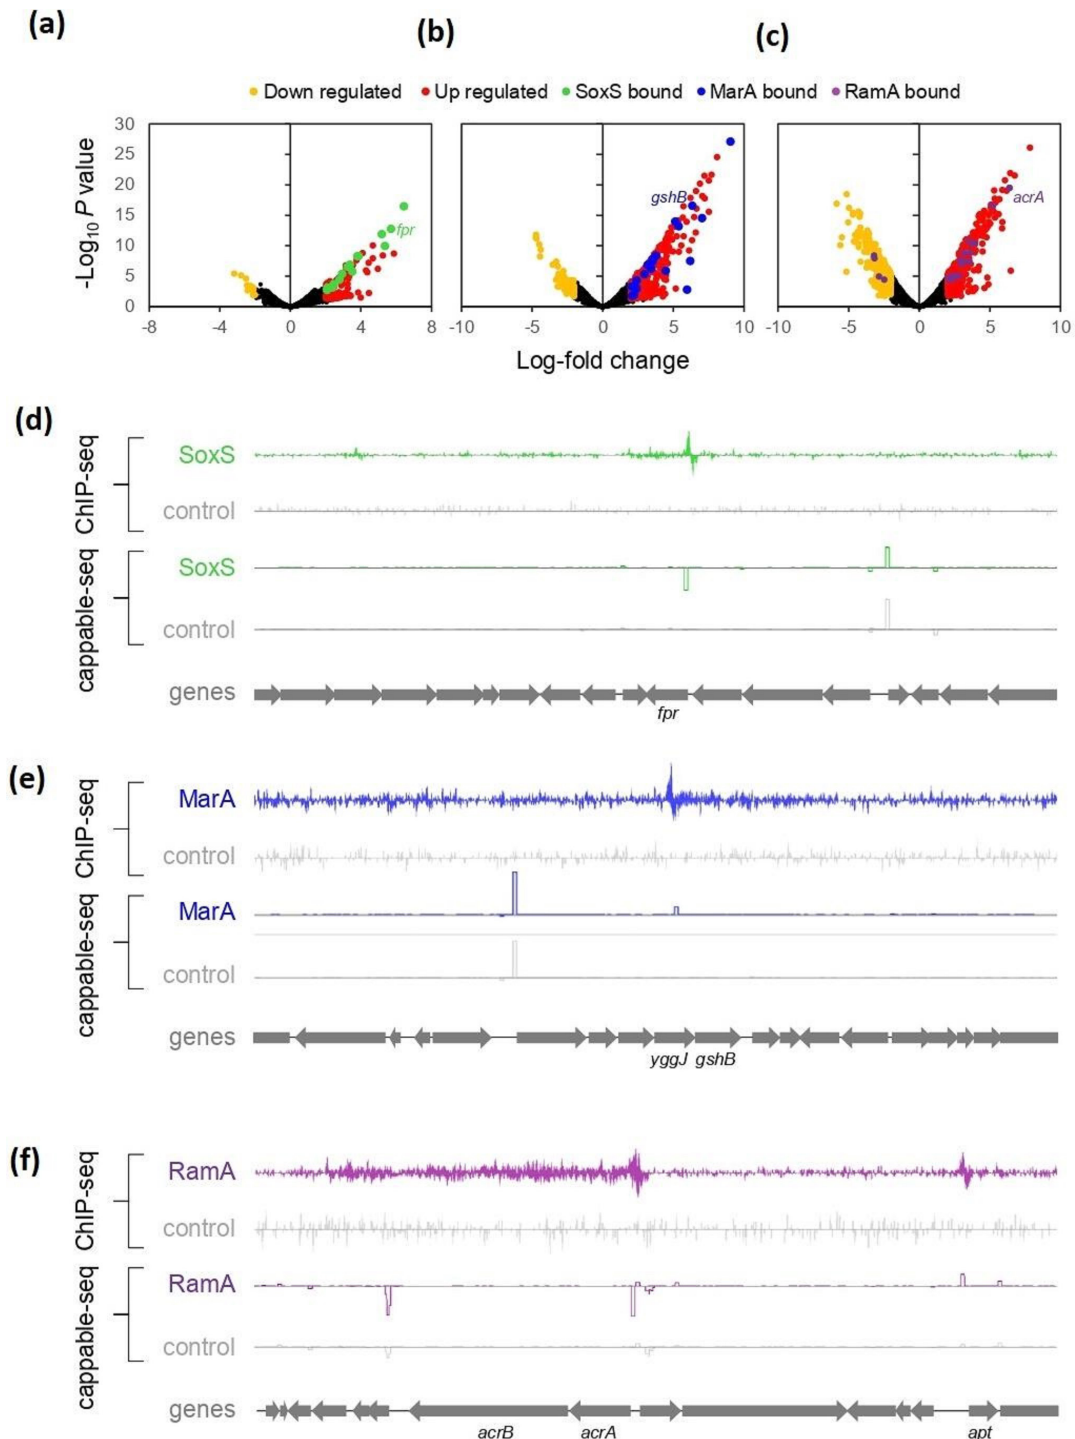 (a)
(b)
(c)
Down regulated Up regulated SoxS bound MarA bound RamA bound
-Log10 P value
30
25
20
15
10
5
0
fpr
gshB
acrA
-8 -4 0 4 8
-10 -5 0 5 10
-10 -5 0 5 10
Log-fold change
(d)
ChIP-seq
SoxS
control
cappable-seq
SoxS
control
genes
fpr
(e)
ChIP-seq
MarA
control
cappable-seq
MarA
control
genes
yggJ gshB
(f)
ChIP-seq
RamA
control
cappable-seq
RamA
control
genes
acrB acrA apt